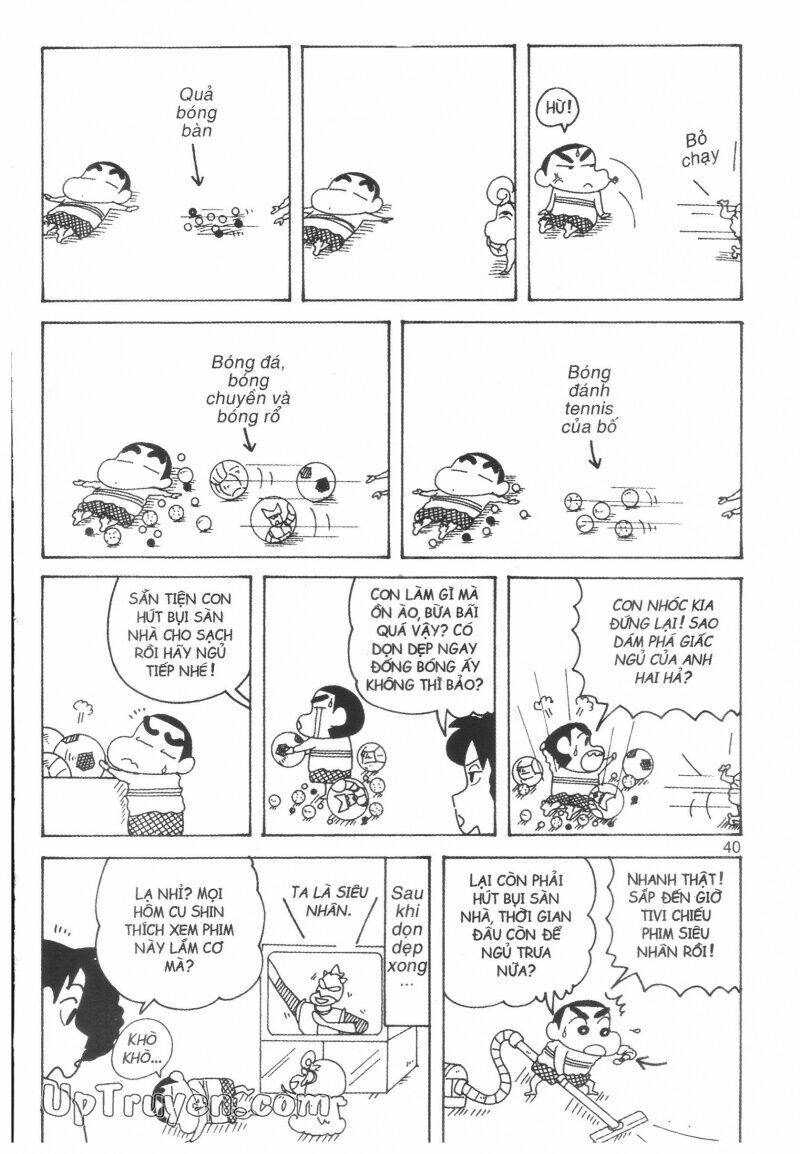 HỪ!
Bỏ
chạy
Quả
bóng
bàn
Bóng
đánh
tennis
của bố
Bóng đá,
bóng
chuyền và
bóng rổ
CON NHÓC KIA
ĐỨNG LẠI! SAO
DÁM PHÁ GIẤC
NGỦ CỦA ANH
HAI HẢ?
CON LÀM GÌ MÀ
ỒN ÀO, BỪA BÃI
QUÁ VẬY? CÓ
DỌN DẸP NGAY
ĐỐNG BÓNG ẤY
KHÔNG THÌ BẢO?
SẴN TIỆN CON
HÚT BỤI SÀN
NHÀ CHO SẠCH
RỒI HÃY NGỦ
TIẾP NHÉ!
40
NHANH THẬT!
SẮP ĐẾN GIỜ
TIVI CHIẾU
PHIM SIÊU
NHÂN RỒI!
LẠI CÒN PHẢI
HÚT BỤI SÀN
NHÀ, THỜI GIAN
ĐÂU CÒN ĐỂ
NGỦ TRƯA
NỮA?
Sau
khi
dọn
dẹp
xong
...
TA LÀ SIÊU
NHÂN.
LẠ NHỈ? MỌI
HÔM CU SHIN
THÍCH XEM PHIM
NÀY LẮM CƠ
MÀ?
KHÒ
KHÒ...
UpTruyen.com